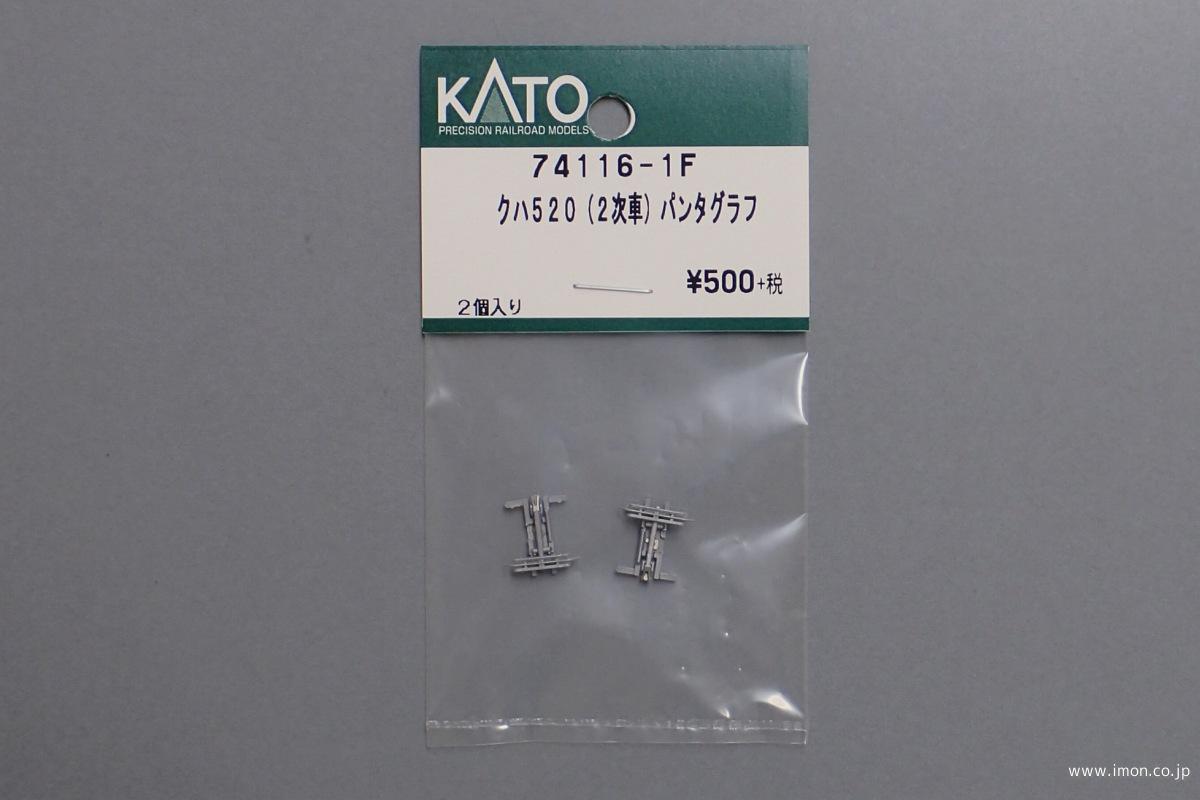 KATO
PRECISION RAILROAD MODELS
74116-1F
クハ520(2次車)パンタグラフ
¥500+税
2個入り
www.imon.co.jp